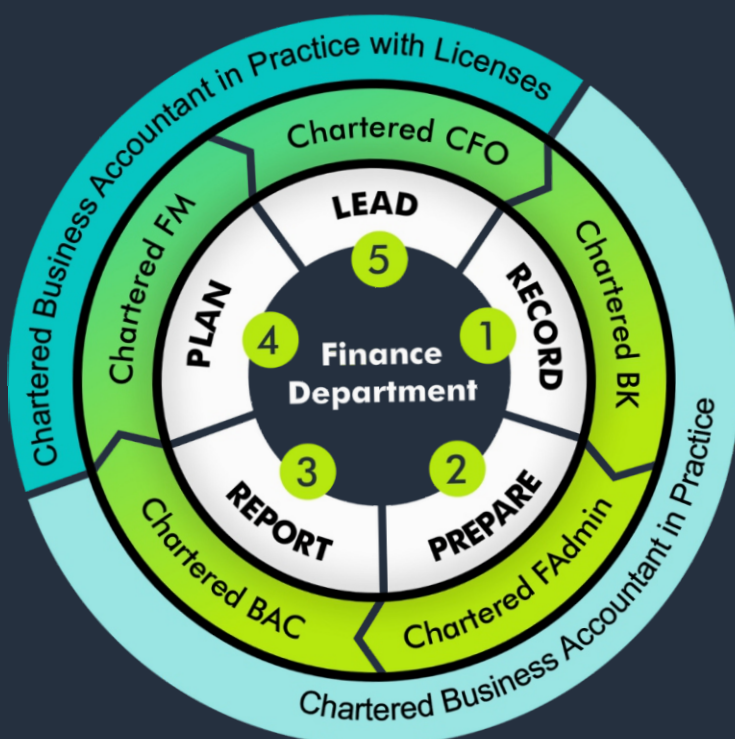 Chartered Business Accountant in Practice with Licenses
Chartered CFO
Chartered BK
Chartered FAdmin
Chartered BAC
Chartered FM
LEAD
5
RECORD
1
PREPARE
2
REPORT
3
PLAN
4
Finance
Department
Chartered Business Accountant in Practice